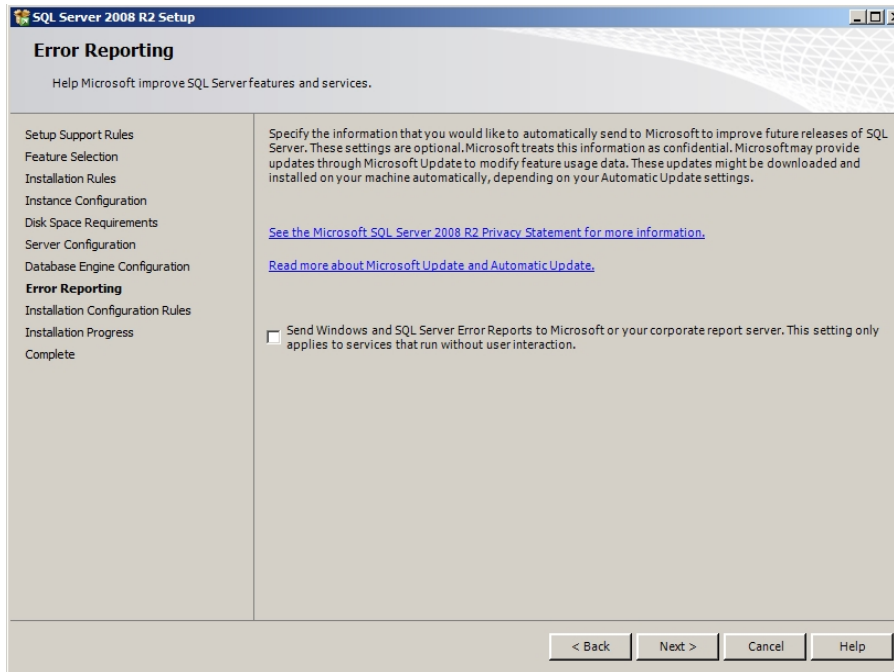 SQL Server 2008 R2 Setup
Error Reporting
Help Microsoft improve SQL Server features and services.
Setup Support Rules
Feature Selection
Installation Rules
Instance Configuration
Disk Space Requirements
Server Configuration
Database Engine Configuration
Error Reporting
Installation Configuration Rules
Installation Progress
Complete
Specify the information that you would like to automatically send to Microsoft to improve future releases of SQL
Server. These settings are optional. Microsoft treats this information as confidential. Microsoft may provide
updates through Microsoft Update to modify feature usage data. These updates might be downloaded and
installed on your machine automatically, depending on your Automatic Update settings.
See the Microsoft SQL Server 2008 R2 Privacy Statement for more information.
Read more about Microsoft Update and Automatic Update.
Send Windows and SQL Server Error Reports to Microsoft or your corporate report server. This setting only
applies to services that run without user interaction.
< Back
Next >
Cancel
Help